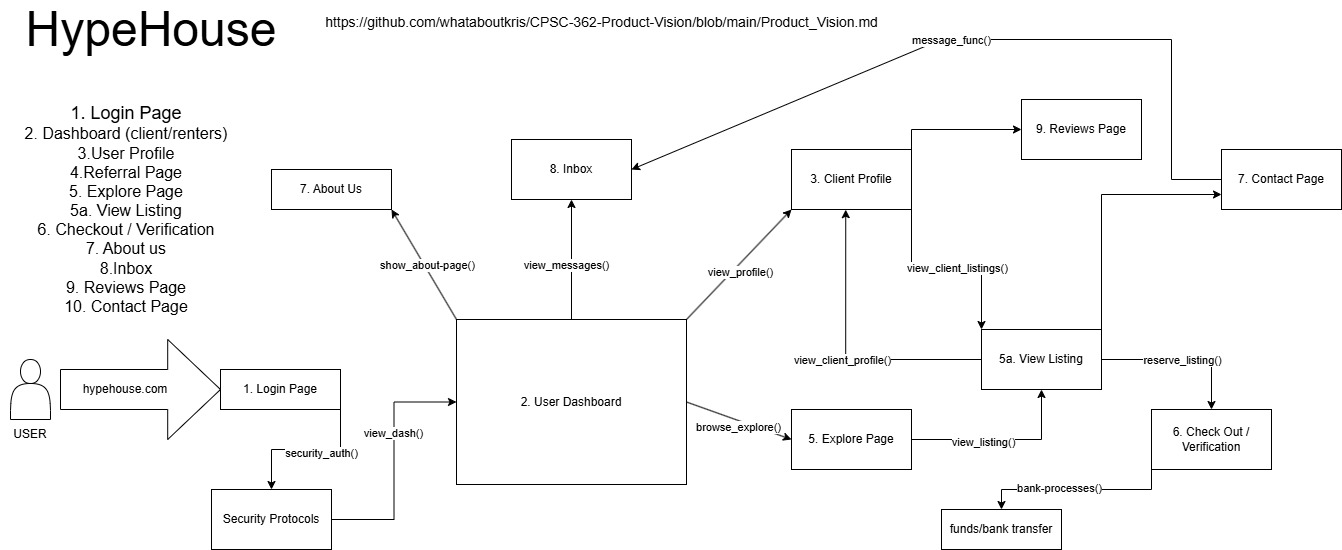 HypeHouse
https://github.com/whataboutkris/CPSC-362-Product-Vision/blob/main/Product_Vision.md
1. Login Page
2. Dashboard (client/renters)
3.User Profile
4.Referral Page
5. Explore Page
5a. View Listing
6. Checkout / Verification
7. About us
8.Inbox
9. Reviews Page
10. Contact Page
message_func()
9. Reviews Page
8. Inbox
3. Client Profile
7. Contact Page
7. About Us
show_about-page()
view_messages()
view_profile()
view_client_listings()
USER
hypehouse.com
1. Login Page
security_auth()
Security Protocols
view_dash()
2. User Dashboard
browse_explore()
5. Explore Page
view_listing()
view_client_profile()
5a. View Listing
reserve_listing()
6. Check Out /
Verification
bank-processes()
funds/bank transfer